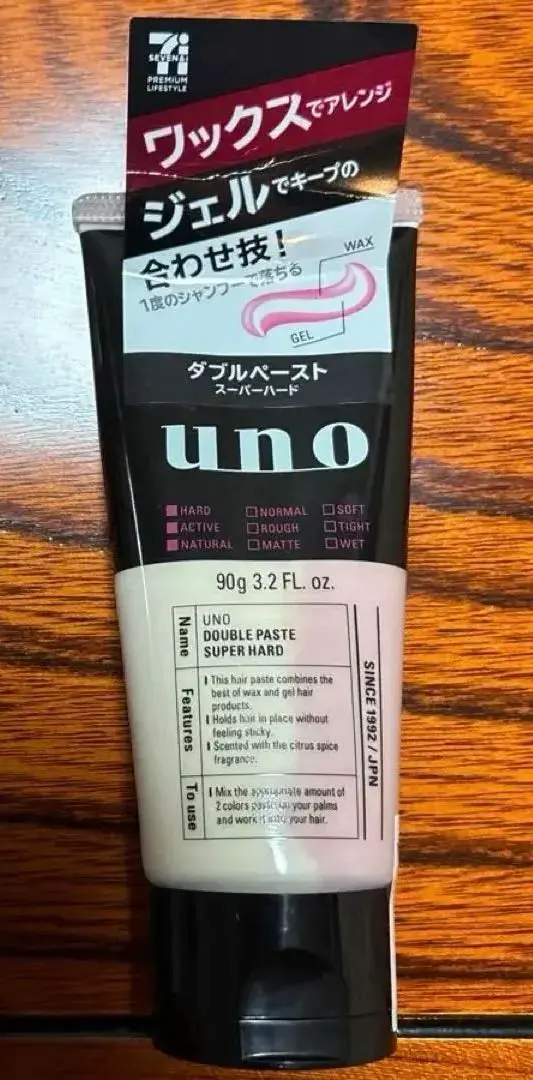 SEVEN&i
PREMIUM
LIFESTYLE
ワックスでアレンジ
ジェルでキープの
合わせ技!
1度のシャンプーで落ちる
WAX
GEL
ダブルペースト
スーパーハード
uno
HARD NORMAL SOFT
ACTIVE ROUGH TIGHT
NATURAL MATTE WET
90g 3.2 FL. oz.
Name
UNO
DOUBLE PASTE
SUPER HARD
Features
This hair paste combines the
best of wax and gel hair
products.
Holds hair in place without
feeling sticky.
Scented with the citrus spice
fragrance.
To use
Mix the appropriate amount of
2 colors paste on your palms
and work it into your hair.
SINCE 1992 / JPN